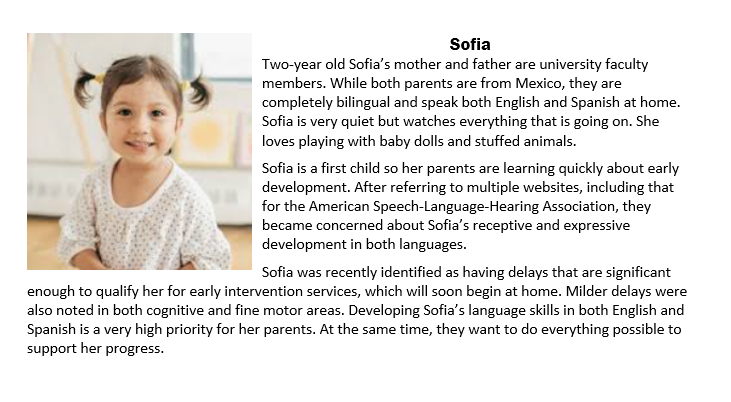 Sofia
Two-year old Sofia’s mother and father are university faculty
members. While both parents are from Mexico, they are
completely bilingual and speak both English and Spanish at home.
Sofia is very quiet but watches everything that is going on. She
loves playing with baby dolls and stuffed animals.
Sofia is a first child so her parents are learning quickly about early
development. After referring to multiple websites, including that
for the American Speech-Language-Hearing Association, they
became concerned about Sofia’s receptive and expressive
development in both languages.
Sofia was recently identified as having delays that are significant
enough to qualify her for early intervention services, which will soon begin at home. Milder delays were
also noted in both cognitive and fine motor areas. Developing Sofia’s language skills in both English and
Spanish is a very high priority for her parents. At the same time, they want to do everything possible to
support her progress.